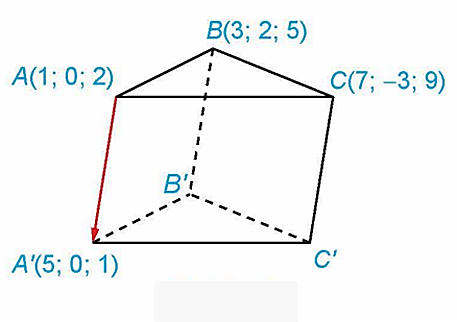 B(3; 2; 5)
A(1; 0; 2)
C(7; –3; 9)
B'
A'(5; 0; 1)
C'